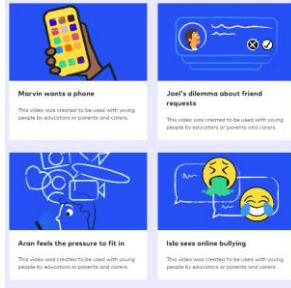 Marvin wants a phone
This video was created to be used with young
people by educators or parents and carers.
Joel's dilemma about friend
requests
This video was created to be used with young
people by educators or parents and carers.
Aran feels the pressure to fit in
This video was created to be used with young
people by educators or parents and carers.
Isla sees online bullying
This video was created to be used with young
people by educators or parents and carers.